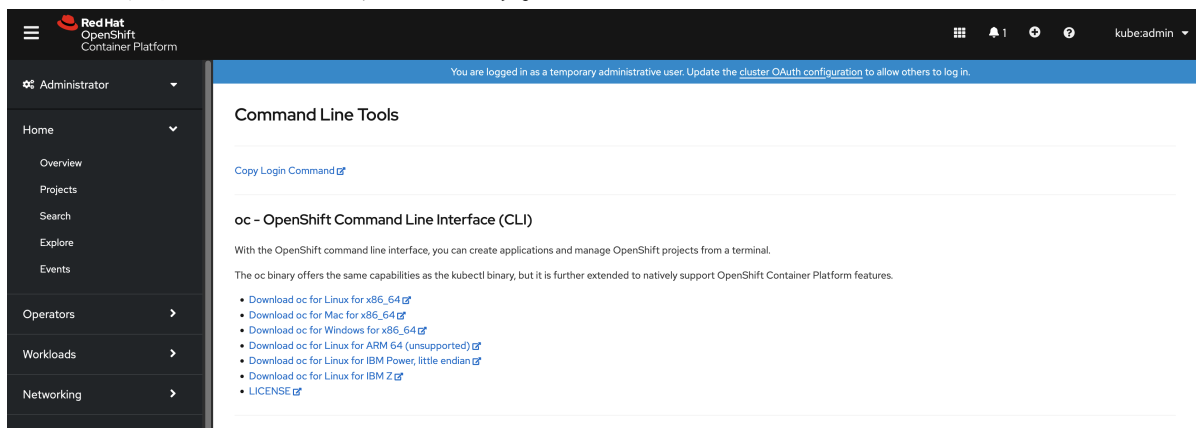 Red Hat
OpenShift
Container Platform
1
kube:admin
Administrator
You are logged in as a temporary administrative user. Update the cluster OAuth configuration to allow others to log in.
Home
Overview
Projects
Search
Explore
Events
Operators
Workloads
Networking
Command Line Tools
Copy Login Command
oc - OpenShift Command Line Interface (CLI)
With the OpenShift command line interface, you can create applications and manage OpenShift projects from a terminal.
The oc binary offers the same capabilities as the kubectl binary, but it is further extended to natively support OpenShift Container Platform features.
• Download oc for Linux for x86_64
• Download oc for Mac for x86_64
• Download oc for Windows for x86_64
• Download oc for Linux for ARM 64 (unsupported)
• Download oc for Linux for IBM Power, little endian
• Download oc for Linux for IBM Z
• LICENSE